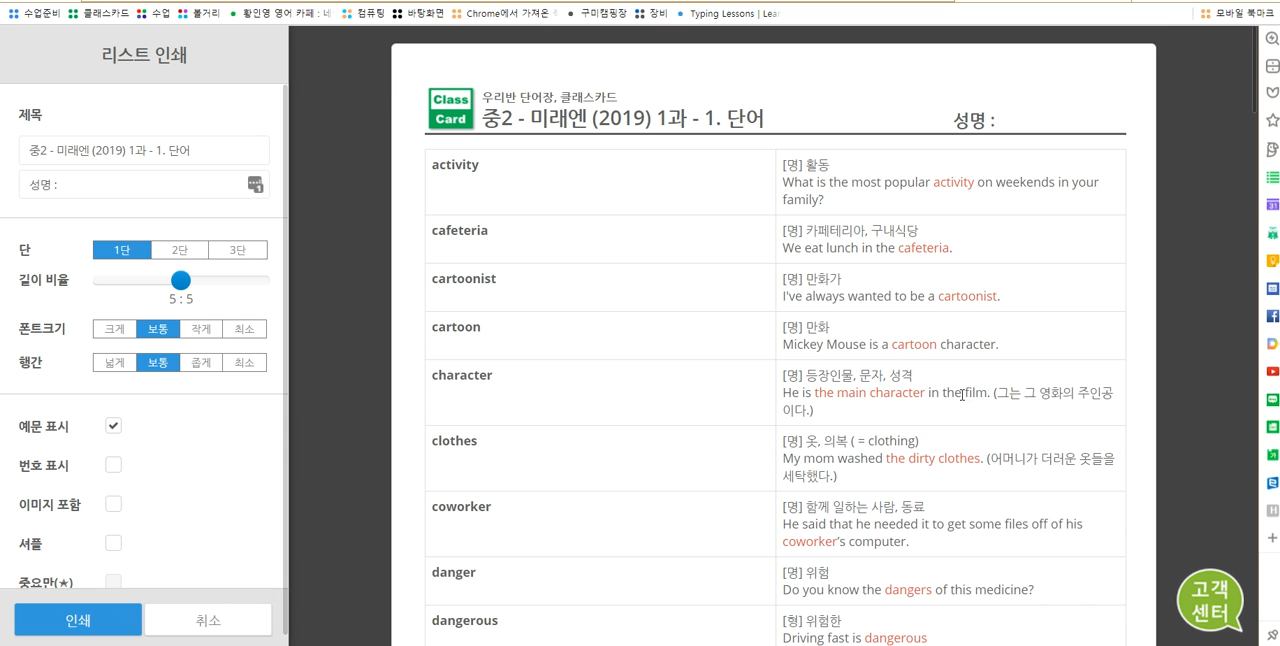 수업준비 클래스카드 수업 볼거리 황인영 영어 카페 : 네 컴퓨팅 바탕화면 Chrome에서 가져온 구미캠핑장 장비 Typing Lessons | Lear 모바일 북마크
리스트 인쇄
제목
중2 - 미래엔 (2019) 1과 - 1. 단어
성명 :
단 1단 2단 3단
길이 비율
5 : 5
폰트크기 크게 보통 작게 최소
행간 넓게 보통 좁게 최소
예문 표시
번호 표시
이미지 포함
셔플
중요만(★)
인쇄 취소
Class
Card
우리반 단어장, 클래스카드
중2 - 미래엔 (2019) 1과 - 1. 단어 성명 :
activity
[명] 활동
What is the most popular activity on weekends in your
family?
cafeteria
[명] 카페테리아, 구내식당
We eat lunch in the cafeteria.
cartoonist
[명] 만화가
I've always wanted to be a cartoonist.
cartoon
[명] 만화
Mickey Mouse is a cartoon character.
character
[명] 등장인물, 문자, 성격
He is the main character in the film. (그는 그 영화의 주인공
이다.)
clothes
[명] 옷, 의복 ( = clothing)
My mom washed the dirty clothes. (어머니가 더러운 옷들을
세탁했다.)
coworker
[명] 함께 일하는 사람, 동료
He said that he needed it to get some files off of his
coworker's computer.
danger
[명] 위험
Do you know the dangers of this medicine?
dangerous
[형] 위험한
Driving fast is dangerous
고객
센터
31